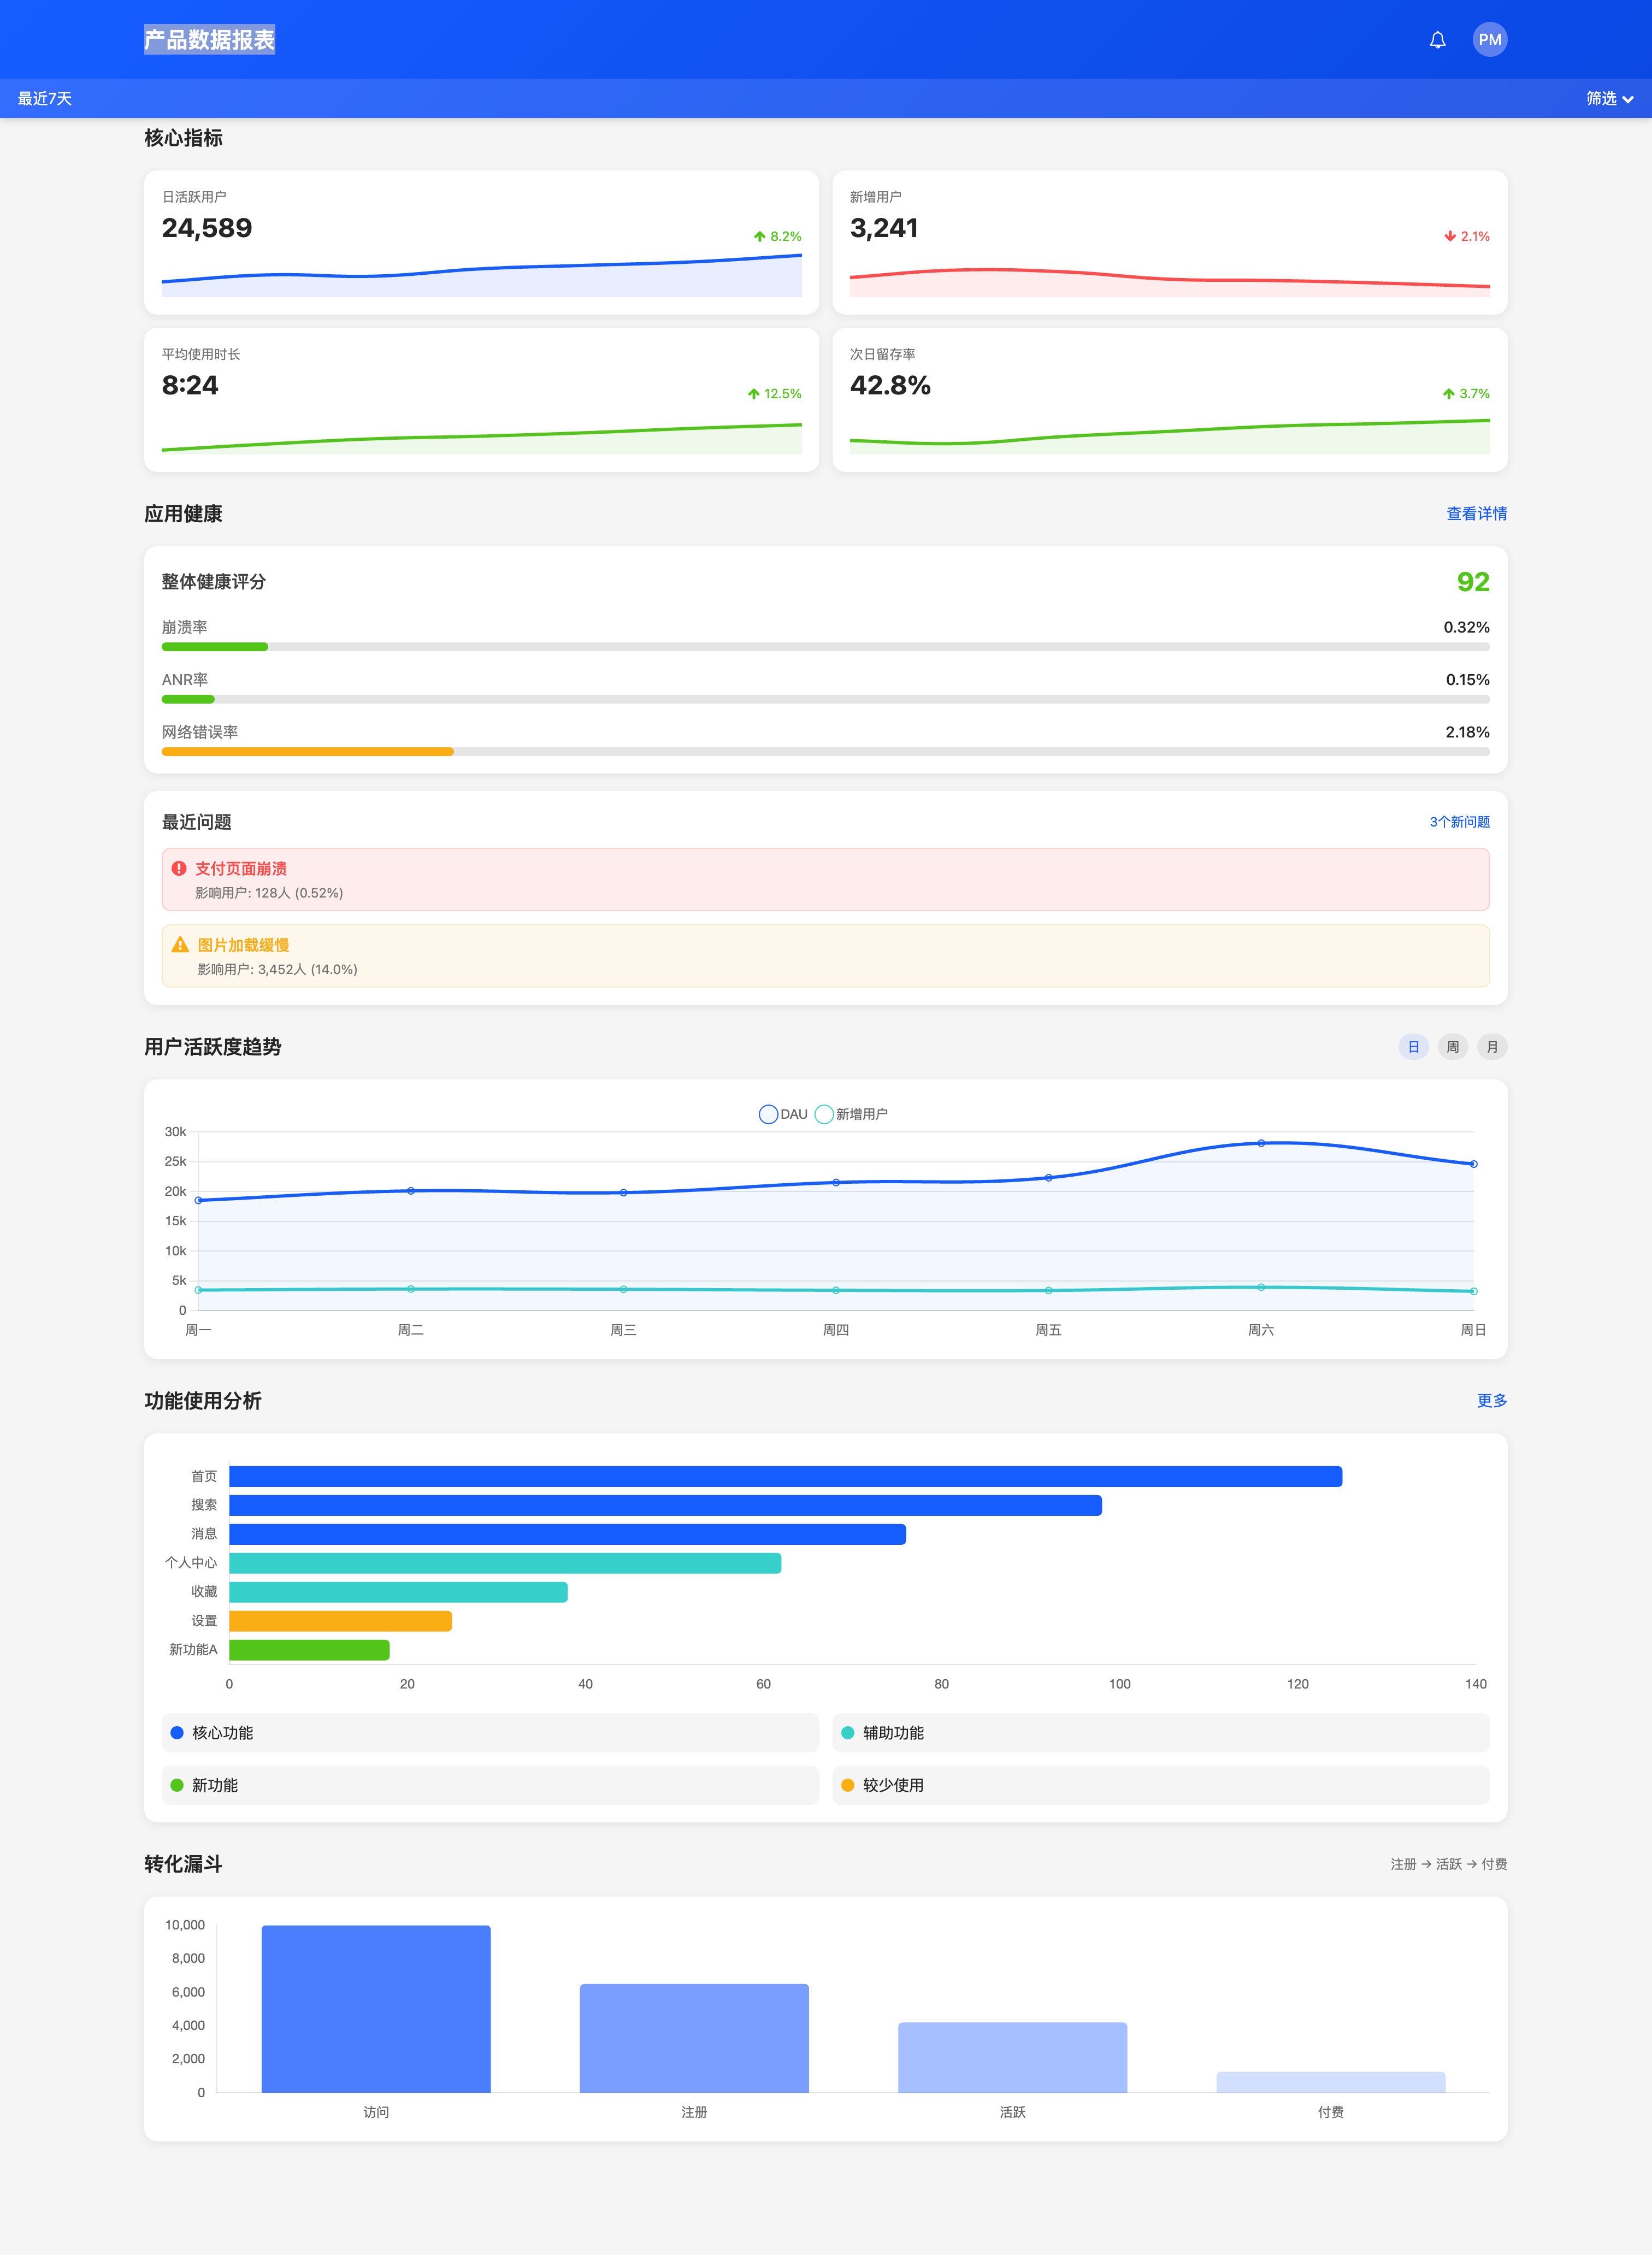 产品数据报表
PM
最近7天
筛选
核心指标
日活跃用户
24,589
8.2%
新增用户
3,241
2.1%
平均使用时长
8:24
12.5%
次日留存率
42.8%
3.7%
应用健康
查看详情
整体健康评分
92
崩溃率
0.32%
ANR率
0.15%
网络错误率
2.18%
最近问题
3个新问题
支付页面崩溃
影响用户: 128人 (0.52%)
图片加载缓慢
影响用户: 3,452人 (14.0%)
用户活跃度趋势
日
周
月
DAU
新增用户
30k
25k
20k
15k
10k
5k
0
周一
周二
周三
周四
周五
周六
周日
功能使用分析
更多
首页
搜索
消息
个人中心
收藏
设置
新功能A
0
20
40
60
80
100
120
140
核心功能
辅助功能
新功能
较少使用
转化漏斗
注册 → 活跃 → 付费
10,000
8,000
6,000
4,000
2,000
0
访问
注册
活跃
付费